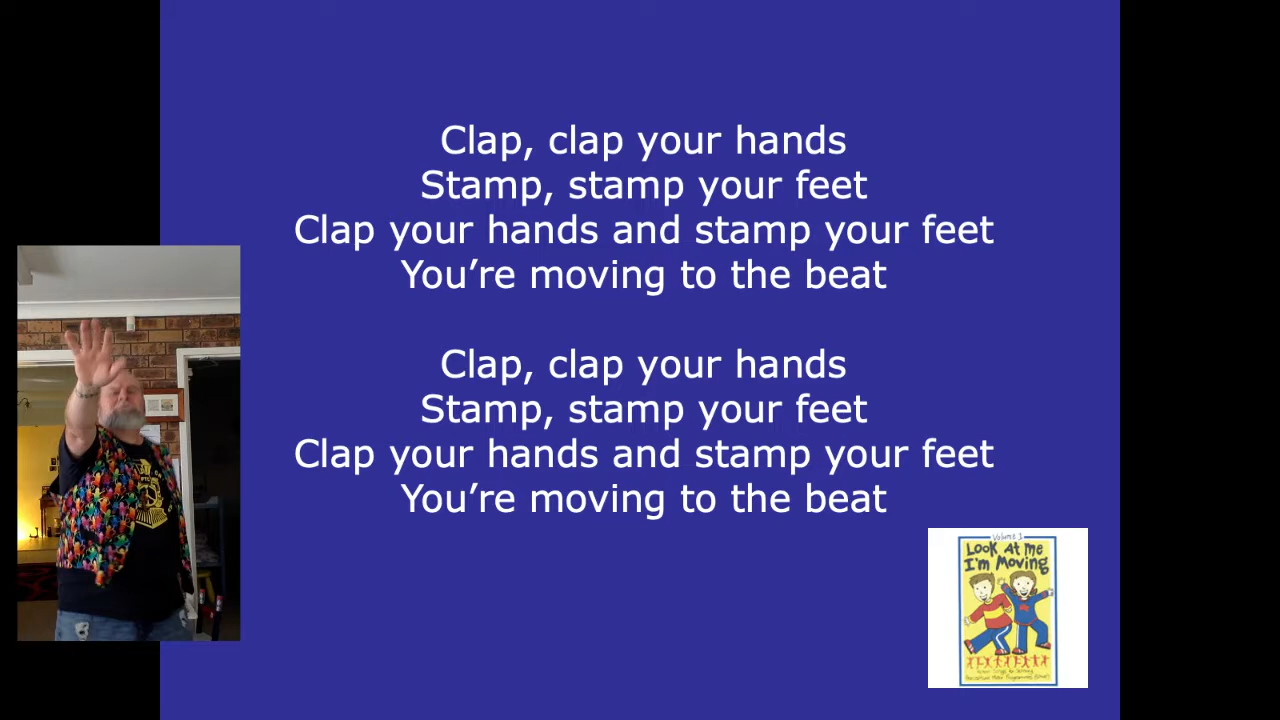 Clap, clap your hands
Stamp, stamp your feet
Clap your hands and stamp your feet
You’re moving to the beat
Clap, clap your hands
Stamp, stamp your feet
Clap your hands and stamp your feet
You’re moving to the beat
Volume 1
Look At Me
I'm Moving